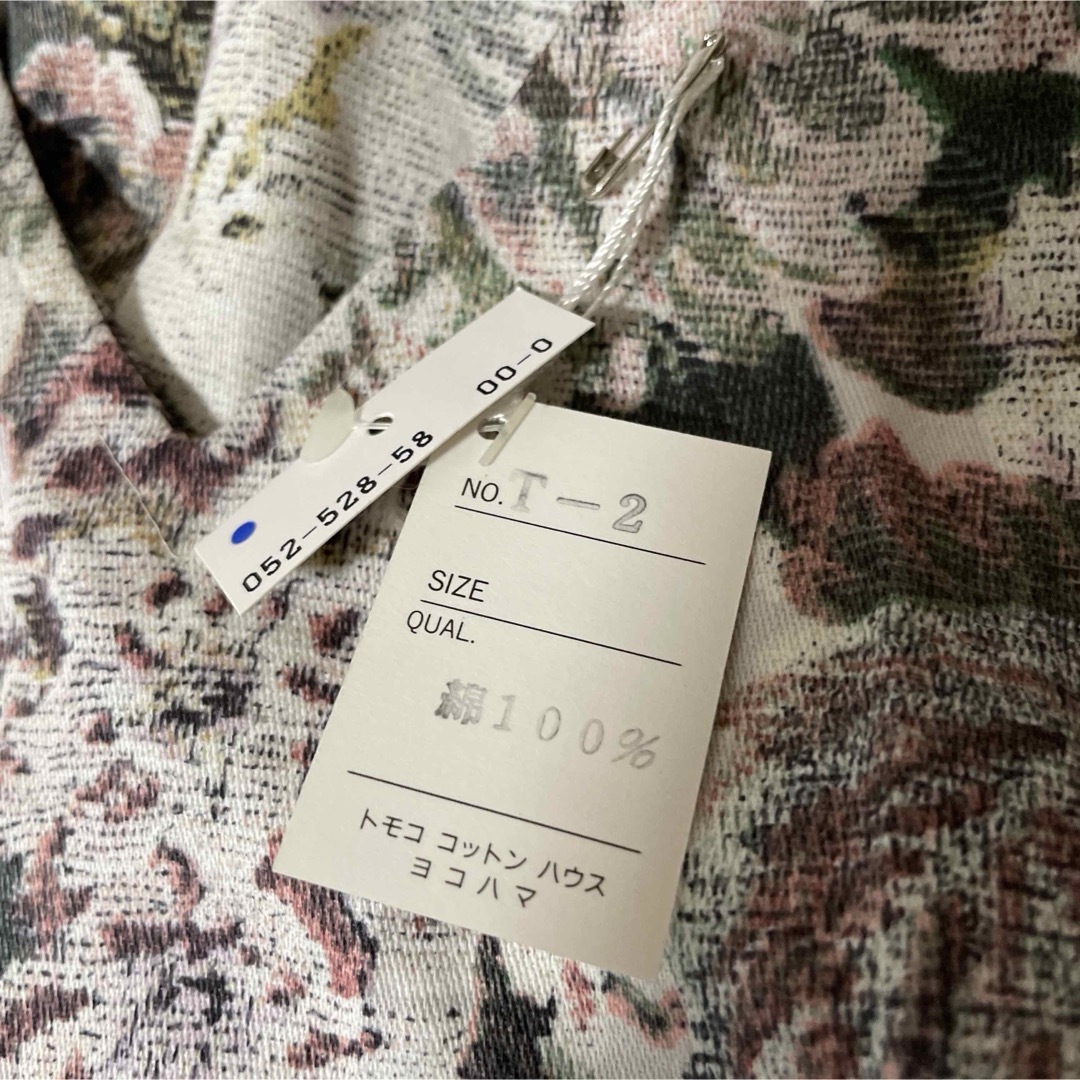 052-528-58 00-0
NO. T-2
SIZE
QUAL.
綿100%
トモコ コットン ハウス
ヨコハマ